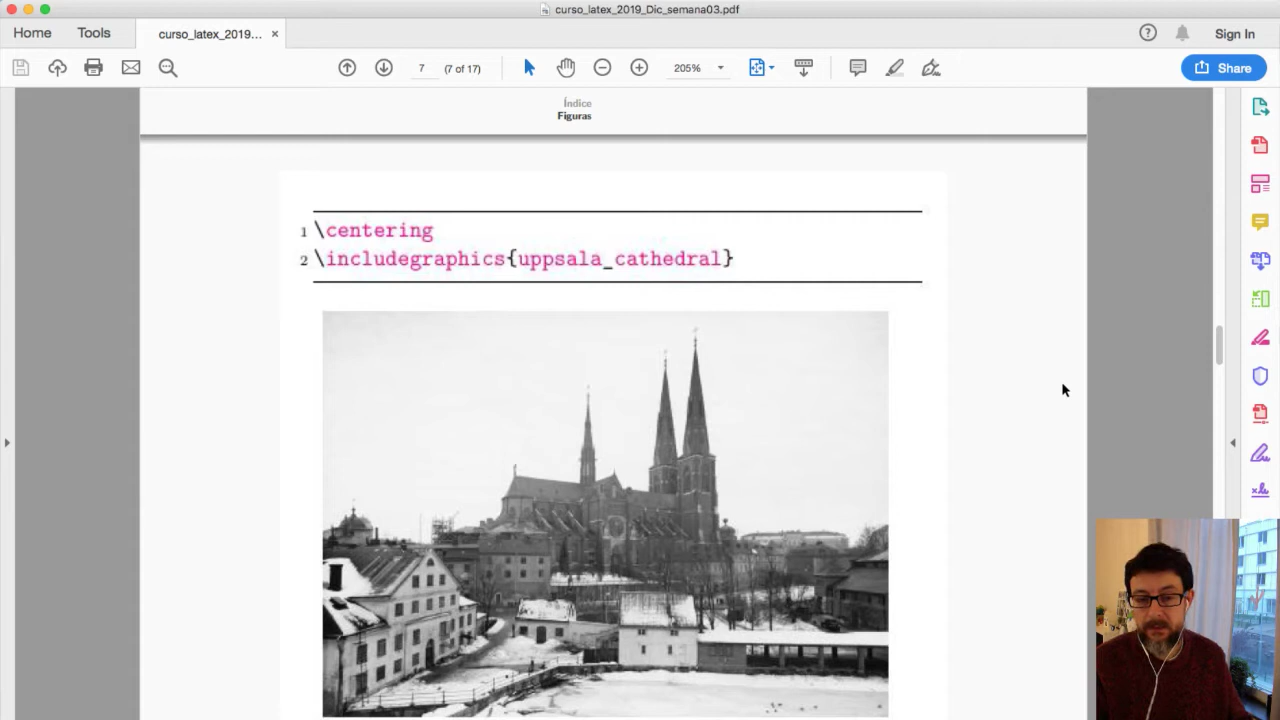 curso_latex_2019_Dic_semana03.pdf
Home Tools curso_latex_2019... × Sign In
7 (7 of 17) 205% Share
Índice
Figuras
1 \centering
2 \includegraphics{uppsala_cathedral}